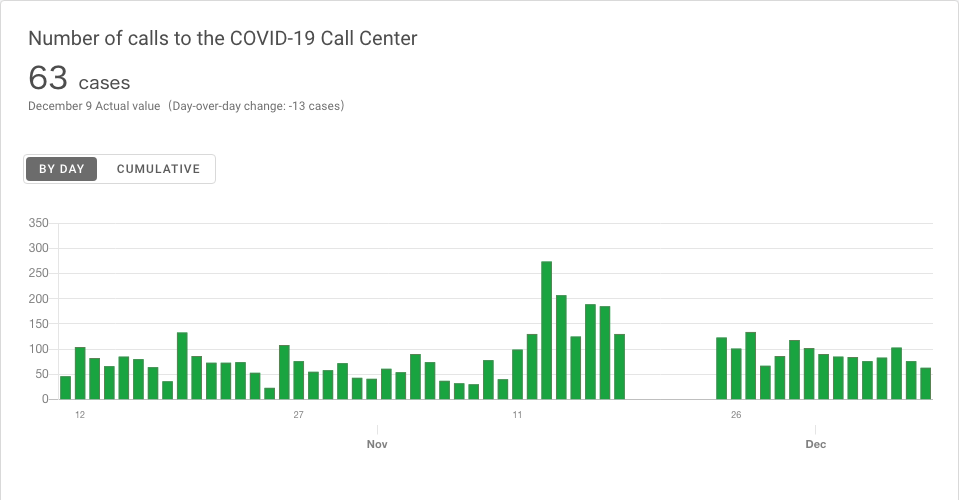 Number of calls to the COVID-19 Call Center
63 cases
December 9 Actual value (Day-over-day change: -13 cases)
BY DAY CUMULATIVE
350
300
250
200
150
100
50
0
12 27 11 26
Nov Dec